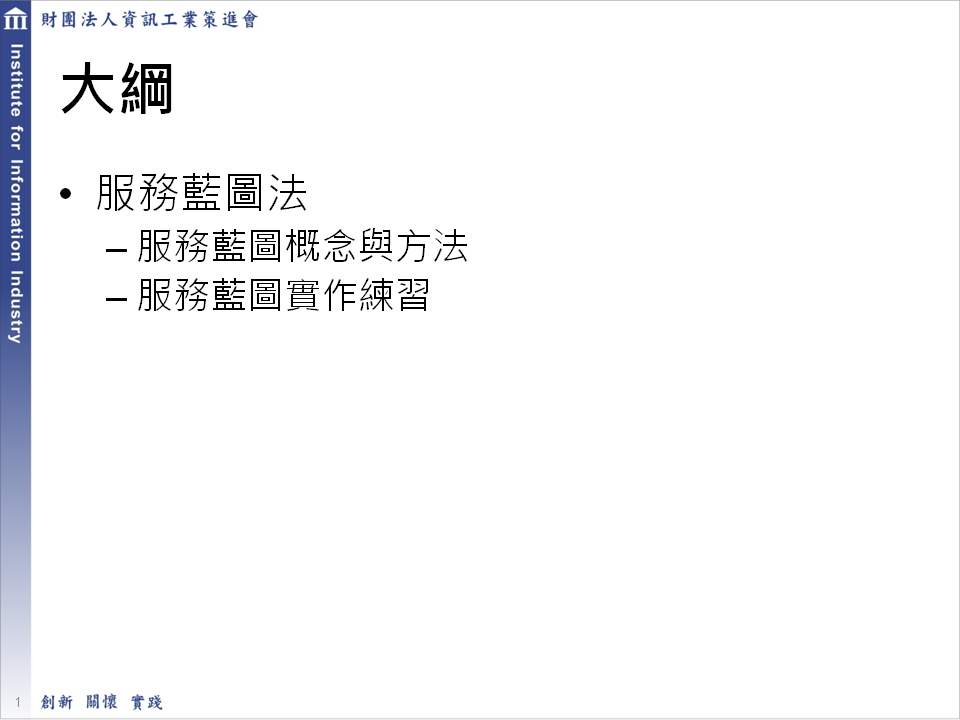 財團法人資訊工業策進會
Institute for Information Industry
大綱
• 服務藍圖法
– 服務藍圖概念與方法
– 服務藍圖實作練習
1
創新 關懷 實踐